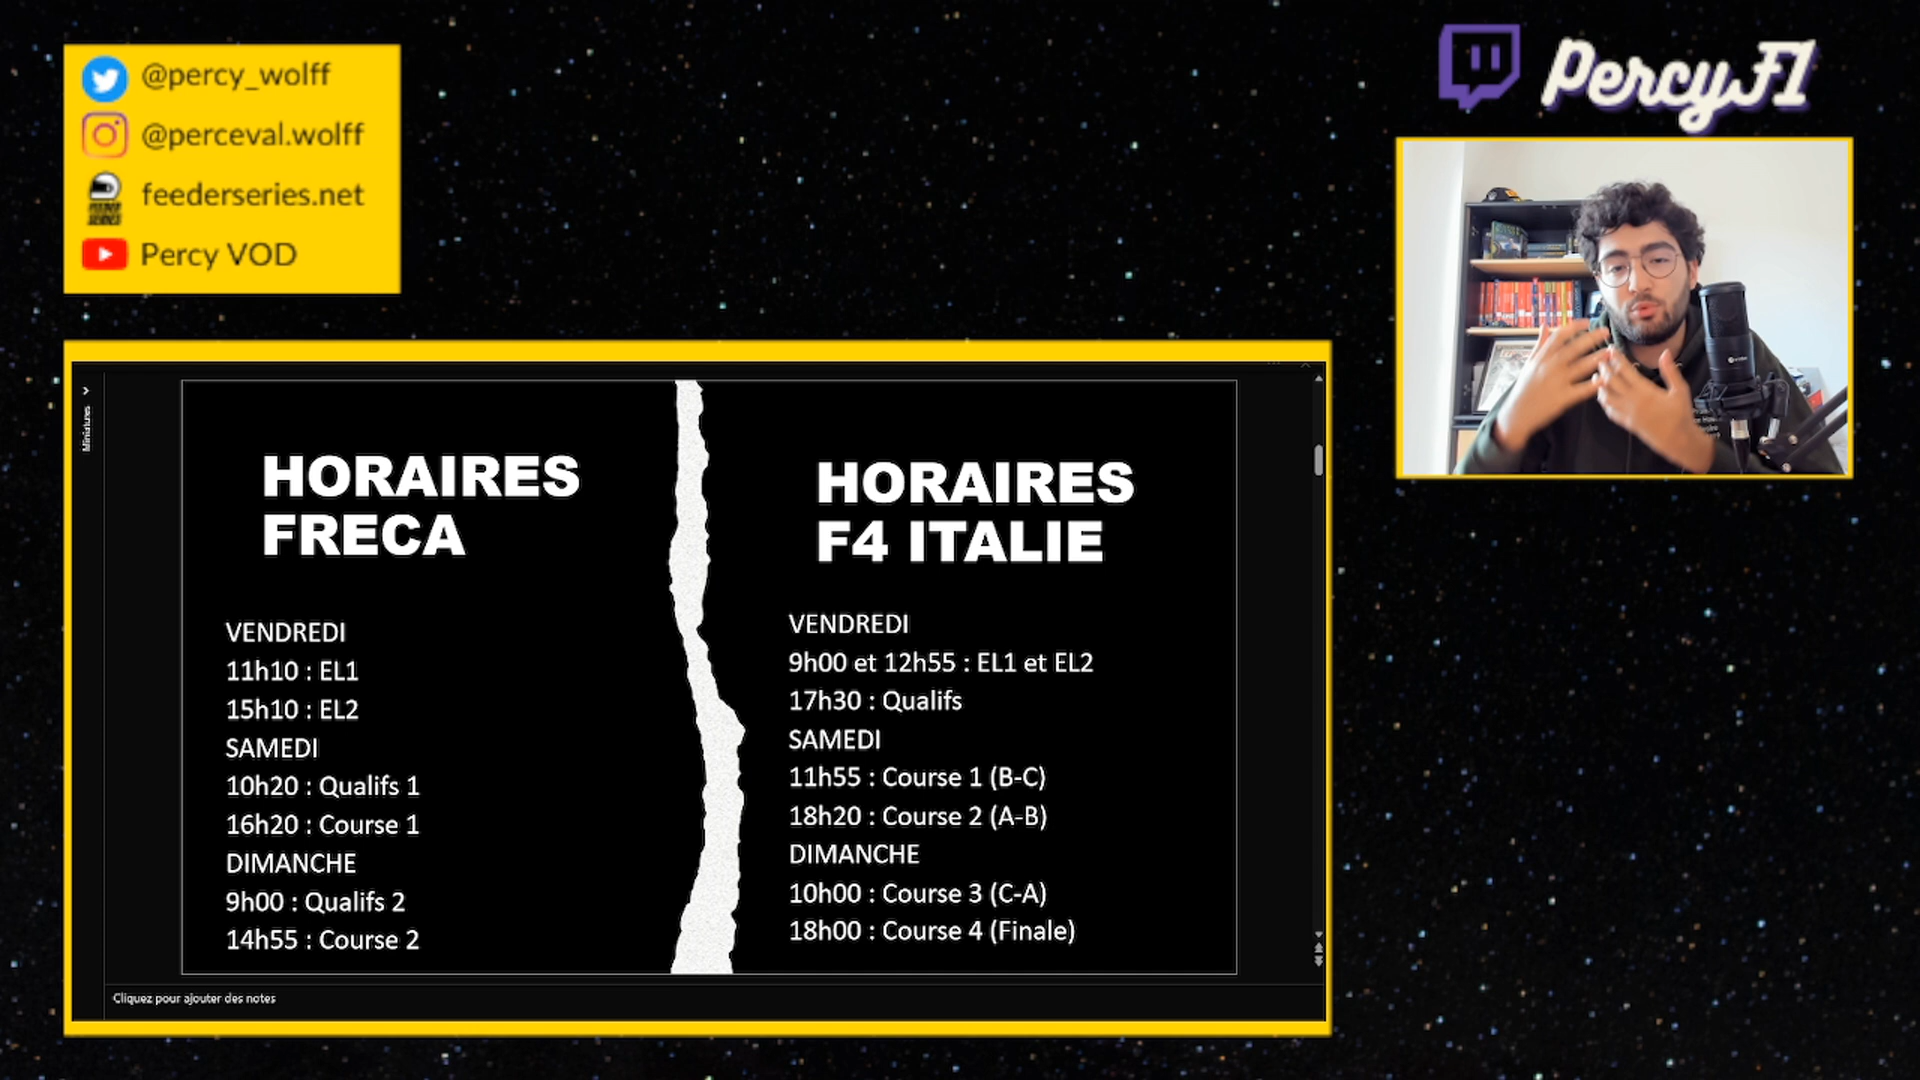 @percy_wolff
@perceval.wolff
feederseries.net
Percy VOD
PercyF1
Miniatures
HORAIRES
FRECA
VENDREDI
11h10 : EL1
15h10 : EL2
SAMEDI
10h20 : Qualifs 1
16h20 : Course 1
DIMANCHE
9h00 : Qualifs 2
14h55 : Course 2
HORAIRES
F4 ITALIE
VENDREDI
9h00 et 12h55 : EL1 et EL2
17h30 : Qualifs
SAMEDI
11h55 : Course 1 (B-C)
18h20 : Course 2 (A-B)
DIMANCHE
10h00 : Course 3 (C-A)
18h00 : Course 4 (Finale)
Cliquez pour ajouter des notes